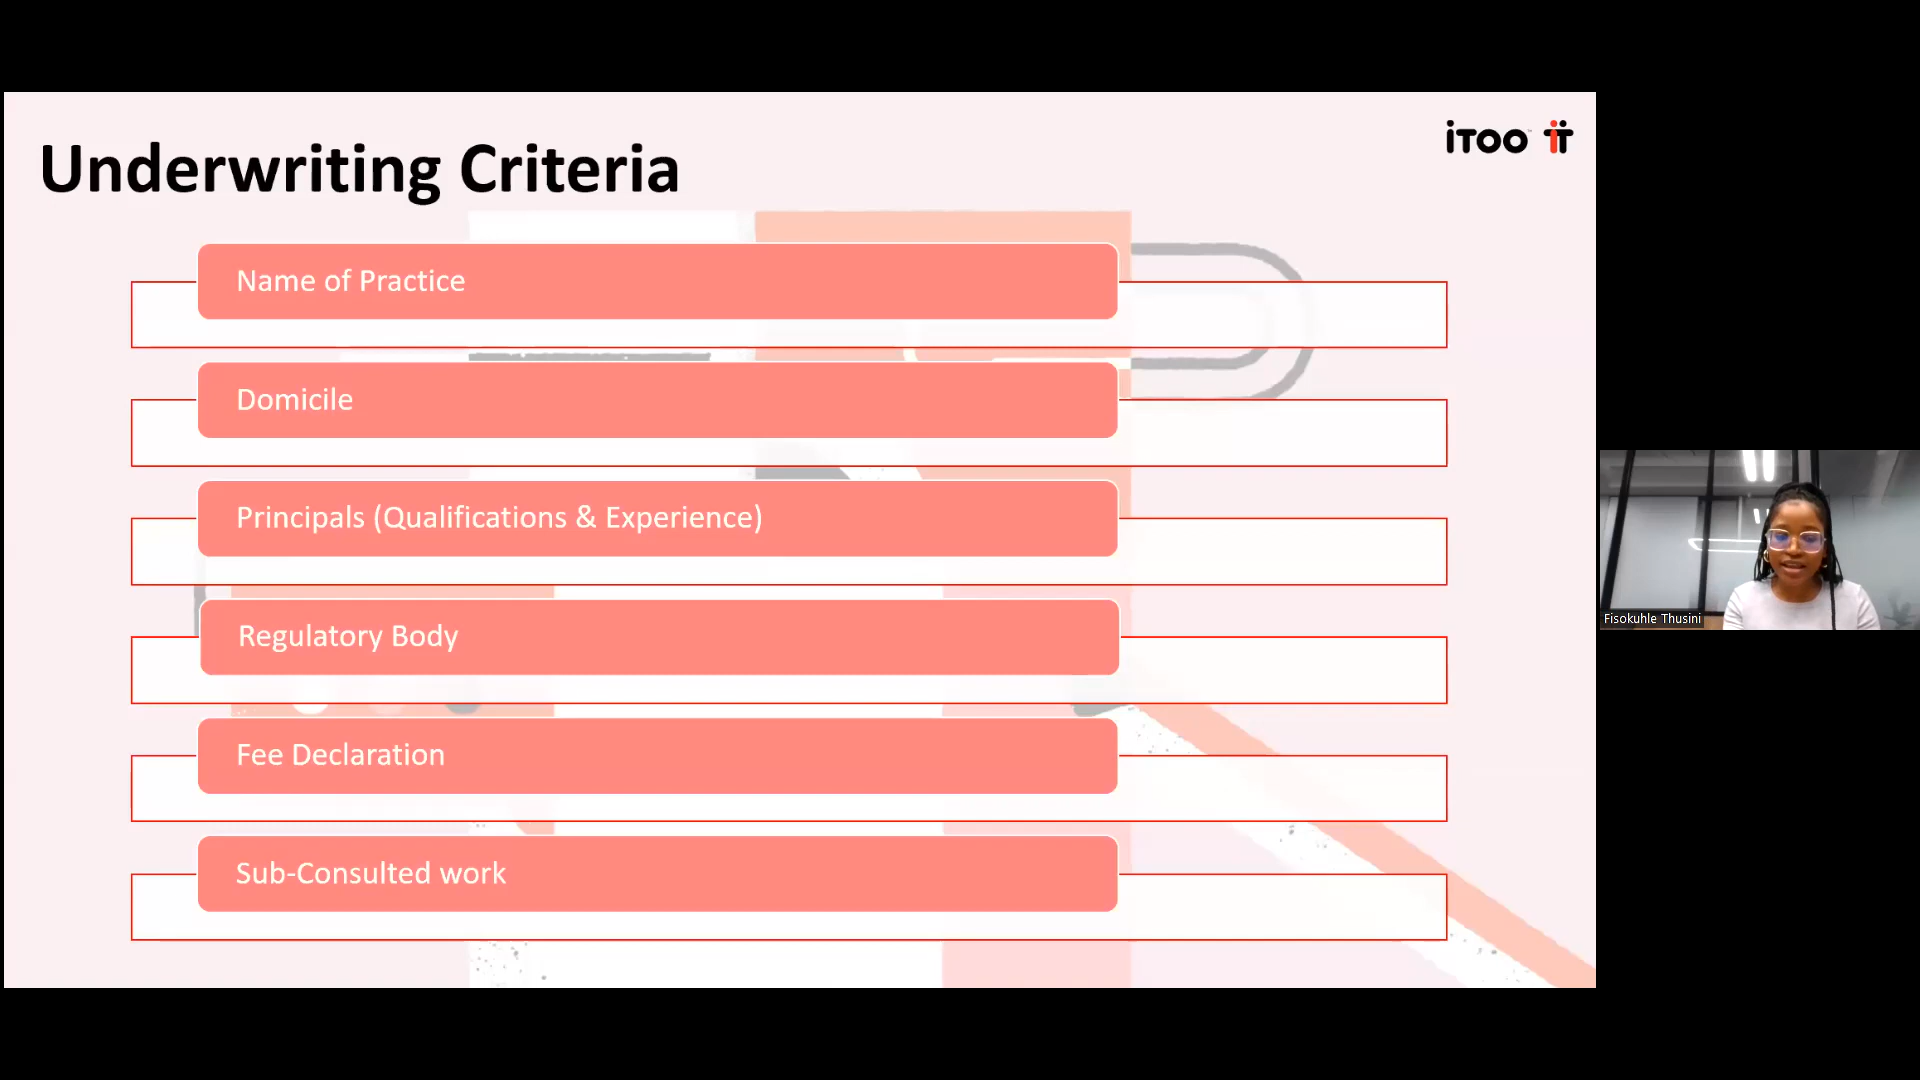 Underwriting Criteria
iTOO
Name of Practice
Domicile
Principals (Qualifications & Experience)
Regulatory Body
Fee Declaration
Sub-Consulted work
Fisokuhle Thusini